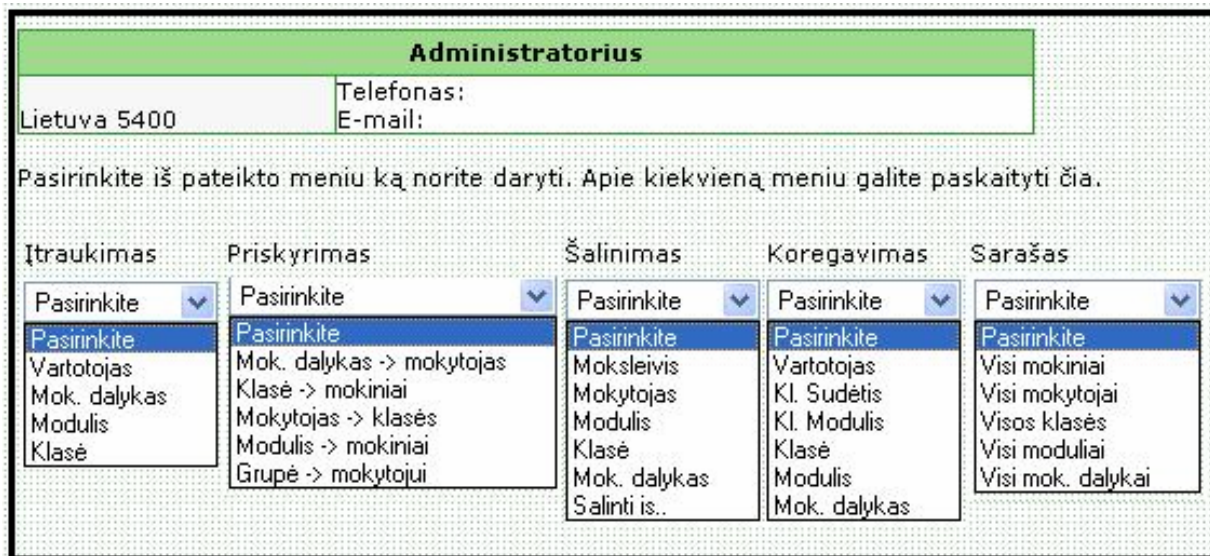 Administratorius
Telefonas:
Lietuva 5400
E-mail:
Pasirinkite iš pateikto meniu ką norite daryti. Apie kiekvieną meniu galite paskaityti čia.
Įtraukimas
Pasirinkite
Pasirinkite
Vartotojas
Mok. dalykas
Modulis
Klasė
Priskyrimas
Pasirinkite
Pasirinkite
Mok. dalykas -> mokytojas
Klasė -> mokiniai
Mokytojas -> klasės
Modulis -> mokiniai
Grupė -> mokytojui
Šalinimas
Pasirinkite
Pasirinkite
Moksleivis
Mokytojas
Modulis
Klasė
Mok. dalykas
Salinti is..
Koregavimas
Pasirinkite
Pasirinkite
Vartotojas
Kl. Sudėtis
Kl. Modulis
Klasė
Modulis
Mok. dalykas
Sarašas
Pasirinkite
Pasirinkite
Visi mokiniai
Visi mokytojai
Visos klasės
Visi moduliai
Visi mok. dalykai